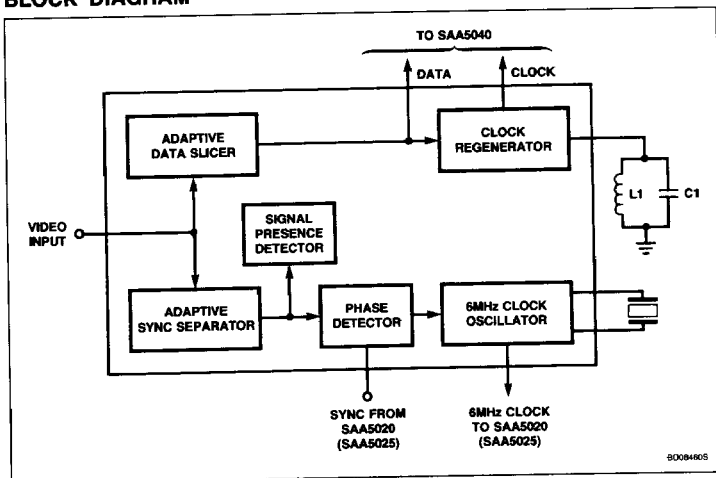 BLOCK DIAGRAM
TO SAA5040
DATA
CLOCK
ADAPTIVE
DATA SLICER
CLOCK
REGENERATOR
L1
C1
VIDEO
INPUT
SIGNAL
PRESENCE
DETECTOR
ADAPTIVE
SYNC SEPARATOR
PHASE
DETECTOR
6MHz CLOCK
OSCILLATOR
SYNC FROM
SAA5020
(SAA5025)
6MHz CLOCK
TO SAA5020
(SAA5025)
BD08460S